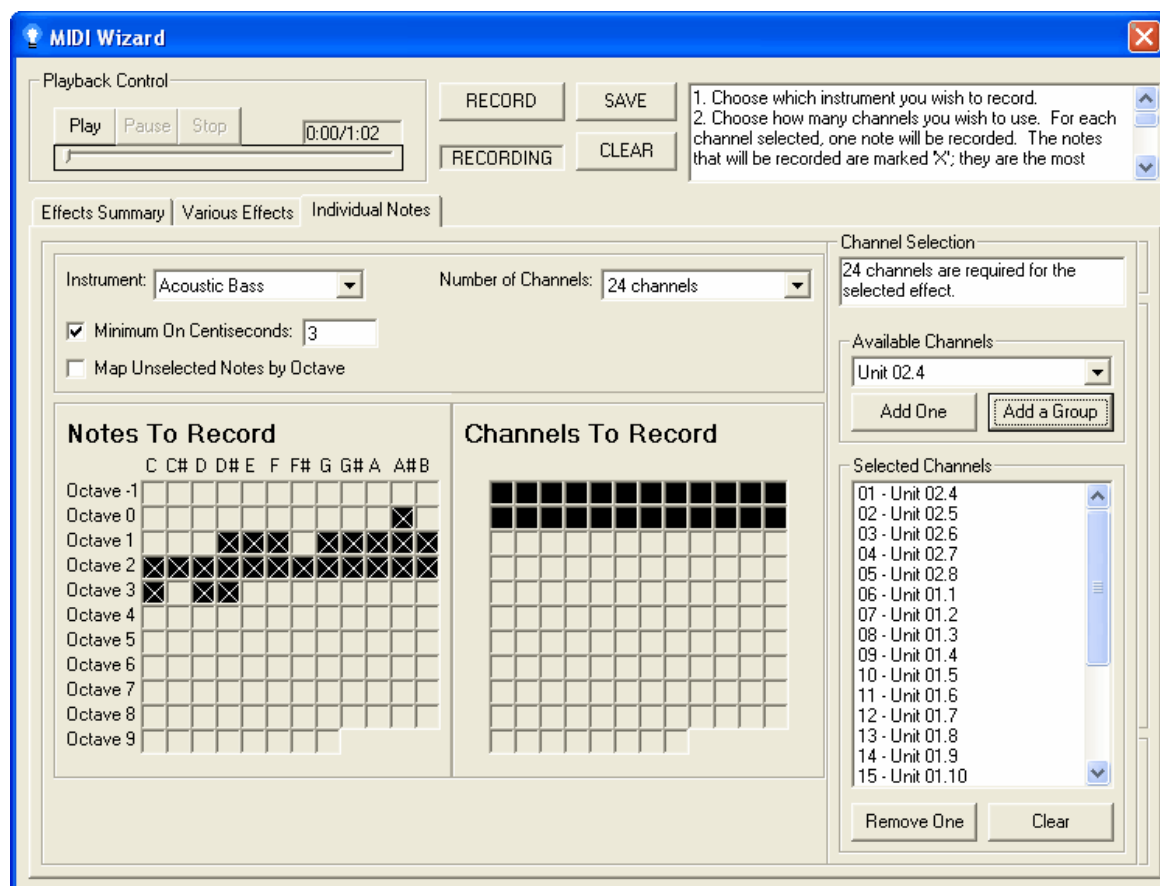 MIDI Wizard
Playback Control
Play Pause Stop 0:00/1:02
RECORD SAVE
RECORDING CLEAR
1. Choose which instrument you wish to record.
2. Choose how many channels you wish to use. For each
channel selected, one note will be recorded. The notes
that will be recorded are marked 'X'; they are the most
Effects Summary Various Effects Individual Notes
Instrument: Acoustic Bass Number of Channels: 24 channels
Minimum On Centiseconds: 3
Map Unselected Notes by Octave
Notes To Record
C C# D D# E F F# G G# A A# B
Octave -1
Octave 0
Octave 1
Octave 2
Octave 3
Octave 4
Octave 5
Octave 6
Octave 7
Octave 8
Octave 9
Channels To Record
Channel Selection
24 channels are required for the
selected effect.
Available Channels
Unit 02.4
Add One Add a Group
Selected Channels
01 - Unit 02.4
02 - Unit 02.5
03 - Unit 02.6
04 - Unit 02.7
05 - Unit 02.8
06 - Unit 01.1
07 - Unit 01.2
08 - Unit 01.3
09 - Unit 01.4
10 - Unit 01.5
11 - Unit 01.6
12 - Unit 01.7
13 - Unit 01.8
14 - Unit 01.9
15 - Unit 01.10
Remove One Clear